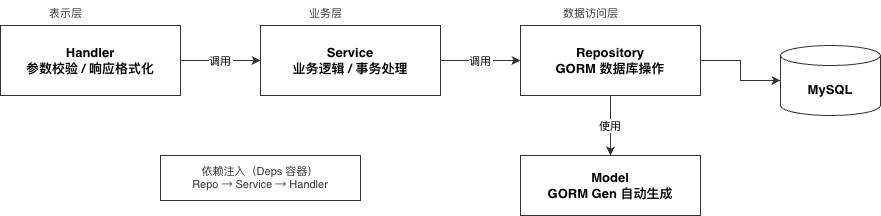 表示层
业务层
数据访问层
Handler
参数校验 / 响应格式化
调用
Service
业务逻辑 / 事务处理
调用
Repository
GORM 数据库操作
MySQL
使用
依赖注入（Deps 容器）
Repo → Service → Handler
Model
GORM Gen 自动生成